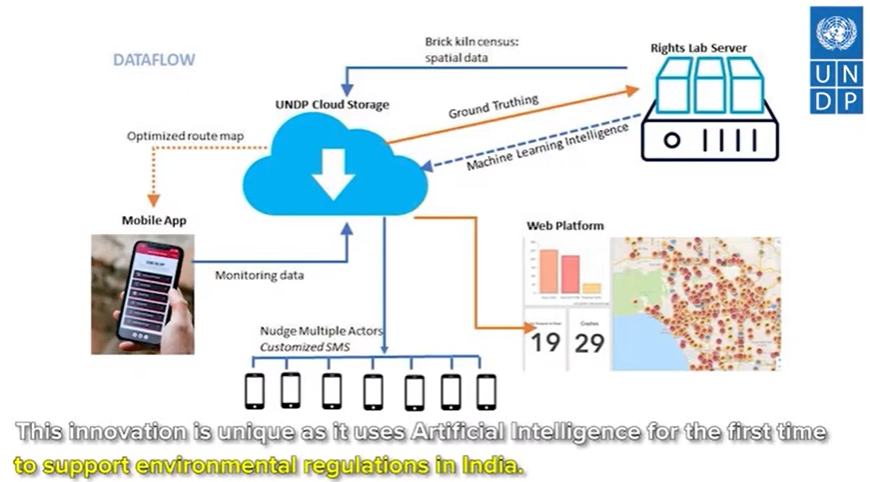 DATAFLOW
Brick kiln census:
spatial data
Rights Lab Server
UN
DP
UNDP Cloud Storage
Ground Truthing
Optimized route map
Machine Learning Intelligence
Mobile App
Web Platform
Monitoring data
Nudge Multiple Actors
Customized SMS
19
Crashes
29
This innovation is unique as it uses Artificial Intelligence for the first time
to support environmental regulations in India.